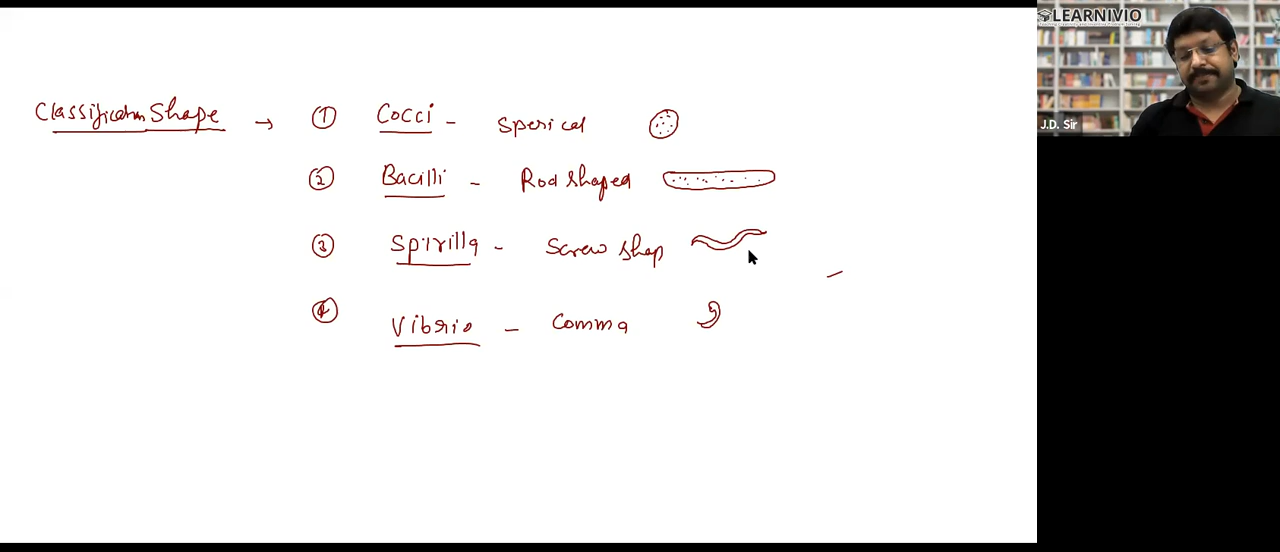 Classification Shape → ① Cocci - Sperical
② Bacilli - Rod shaped
③ Spirilla - Screw shap
④ Vibrio - Comma
LEARNIVIO
J.D. Sir